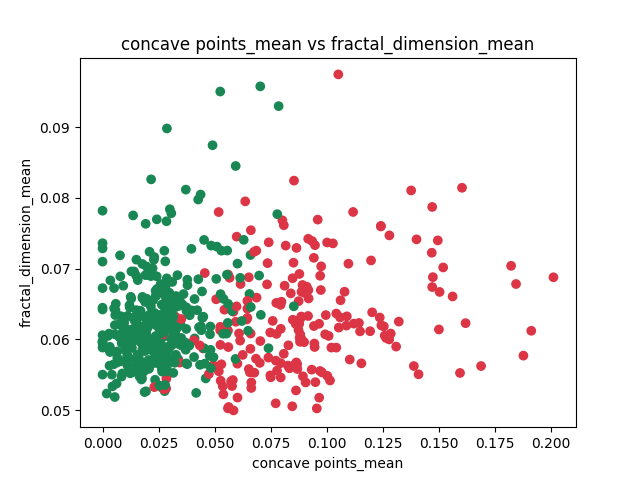 concave points_mean vs fractal_dimension_mean
fractal_dimension_mean
0.09
0.08
0.07
0.06
0.05
0.000 0.025 0.050 0.075 0.100 0.125 0.150 0.175 0.200
concave points_mean